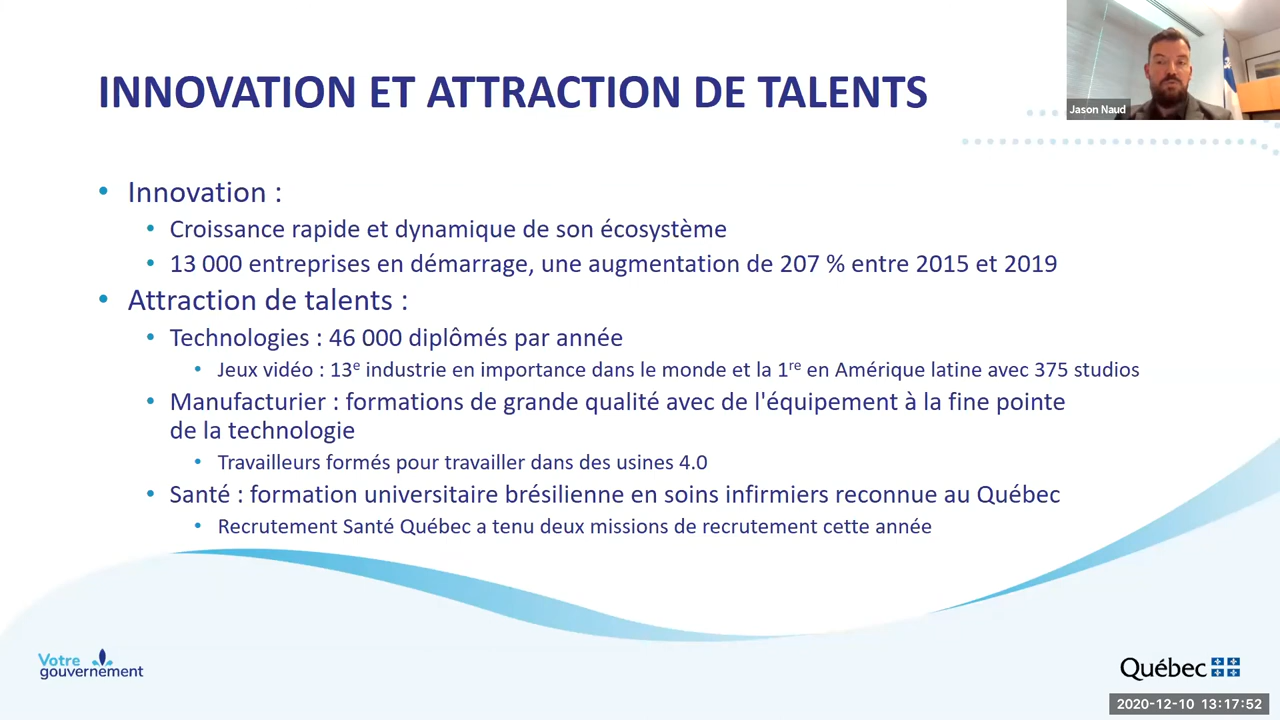 INNOVATION ET ATTRACTION DE TALENTS
Jason Naud
• Innovation :
• Croissance rapide et dynamique de son écosystème
• 13 000 entreprises en démarrage, une augmentation de 207 % entre 2015 et 2019
• Attraction de talents :
• Technologies : 46 000 diplômés par année
• Jeux vidéo : 13e industrie en importance dans le monde et la 1re en Amérique latine avec 375 studios
• Manufacturier : formations de grande qualité avec de l'équipement à la fine pointe
de la technologie
• Travailleurs formés pour travailler dans des usines 4.0
• Santé : formation universitaire brésilienne en soins infirmiers reconnue au Québec
• Recrutement Santé Québec a tenu deux missions de recrutement cette année
Votre
gouvernement
Québec
2020-12-10 13:17:52